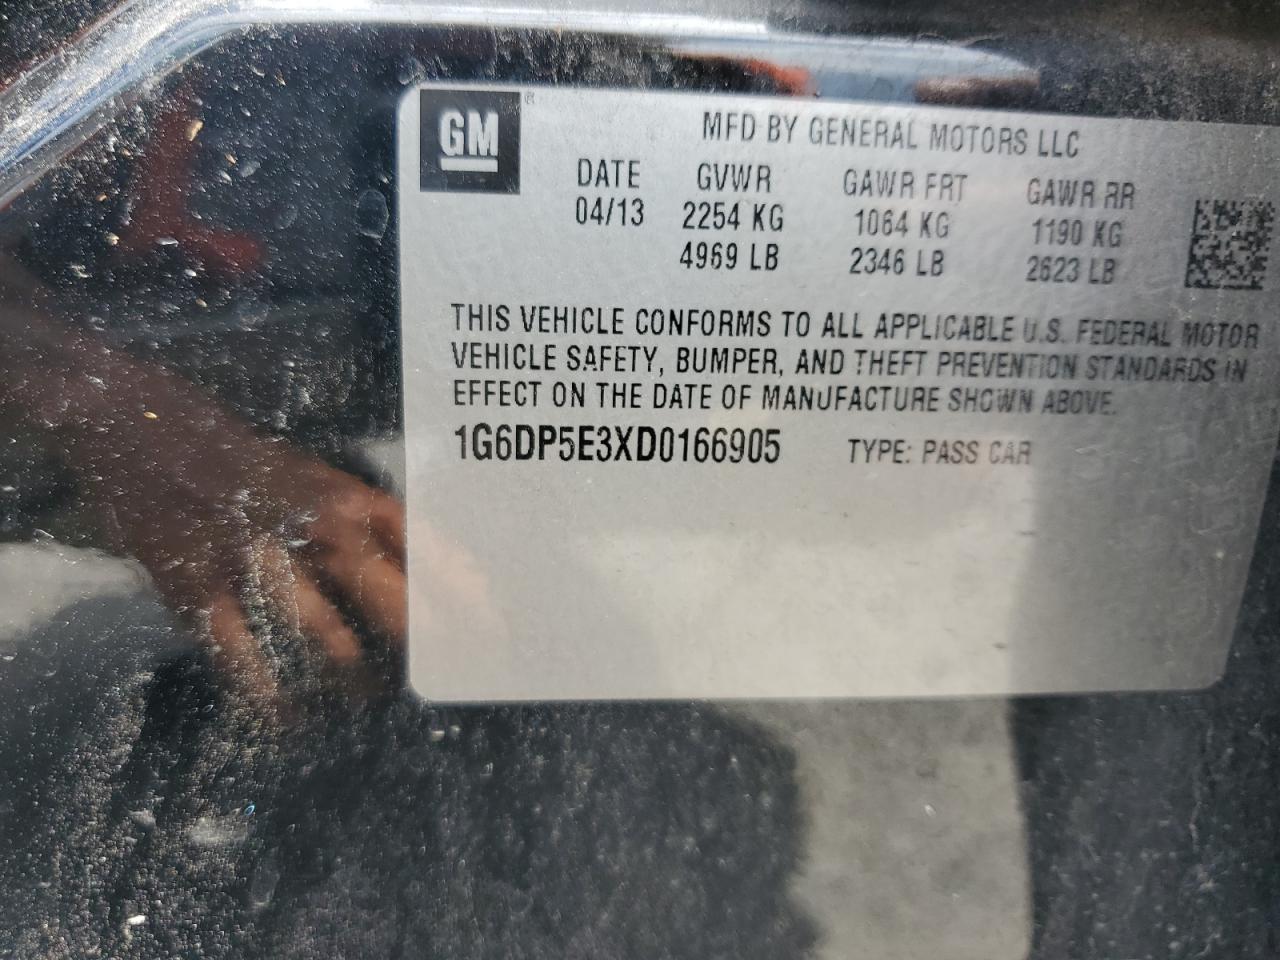 GM®
MFD BY GENERAL MOTORS LLC
DATE GVWR GAWR FRT GAWR RR
04/13 2254 KG 1064 KG 1190 KG
4969 LB 2346 LB 2623 LB
THIS VEHICLE CONFORMS TO ALL APPLICABLE U.S. FEDERAL MOTOR
VEHICLE SAFETY, BUMPER, AND THEFT PREVENTION STANDARDS IN
EFFECT ON THE DATE OF MANUFACTURE SHOWN ABOVE.
1G6DP5E3XD0166905 TYPE: PASS CAR